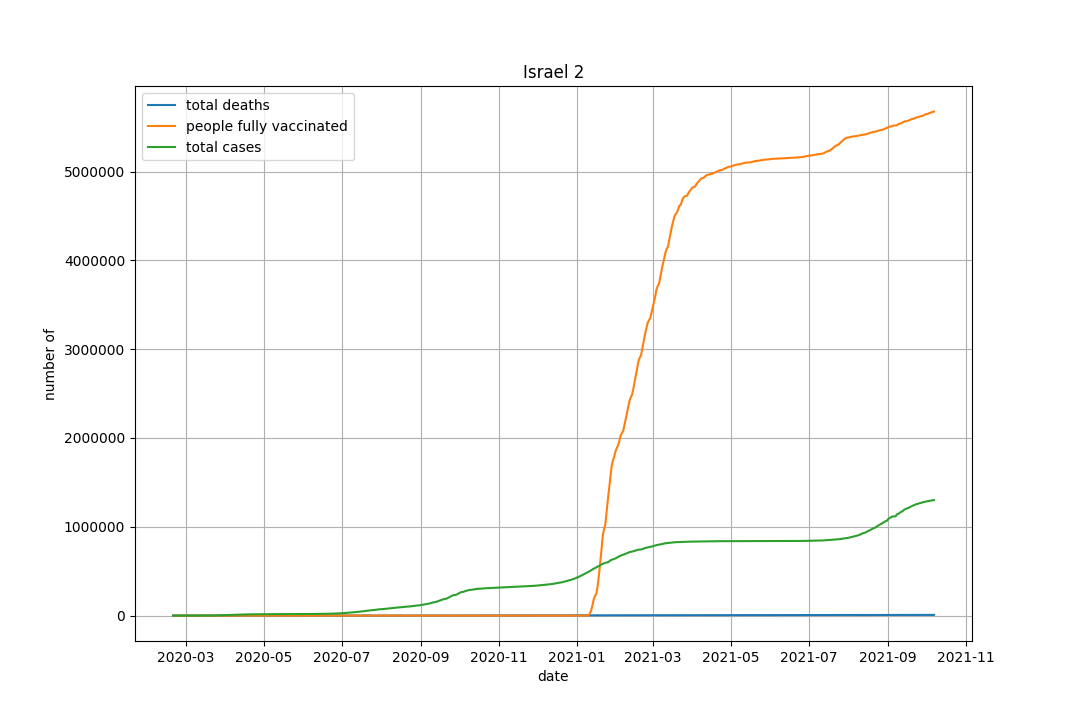 Israel 2
total deaths
people fully vaccinated
total cases
number of
5000000
4000000
3000000
2000000
1000000
0
2020-03 2020-05 2020-07 2020-09 2020-11 2021-01 2021-03 2021-05 2021-07 2021-09 2021-11
date